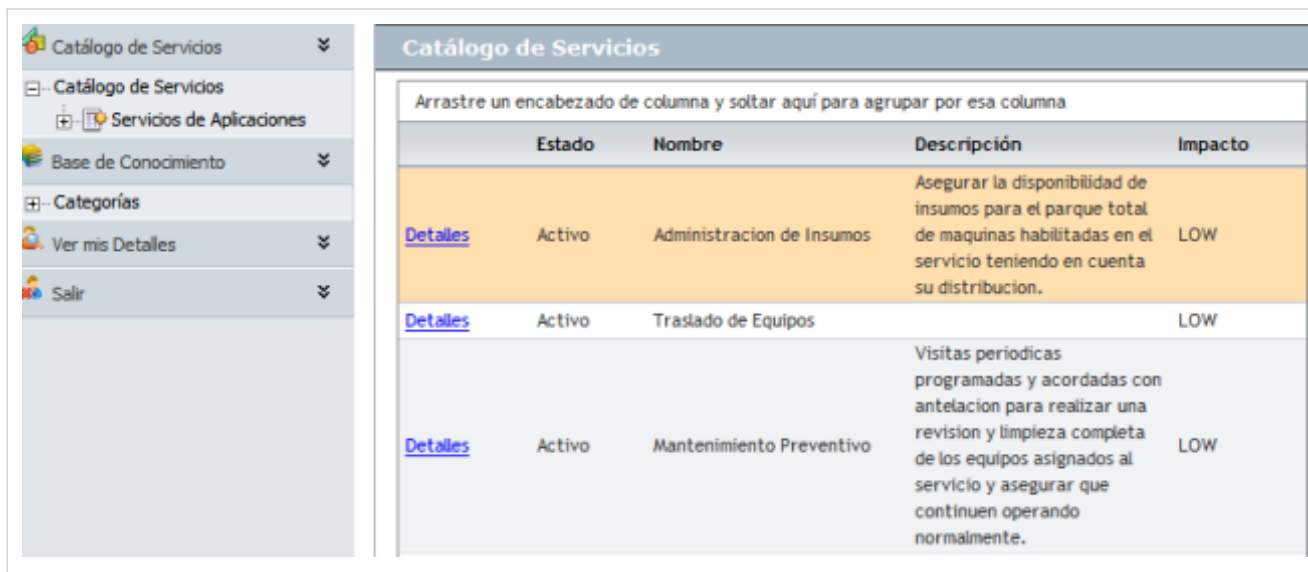 Catálogo de Servicios
Catálogo de Servicios
Servicios de Aplicaciones
Base de Conocimiento
Categorías
Ver mis Detalles
Salir
Catálogo de Servicios
Arrastre un encabezado de columna y soltar aquí para agrupar por esa columna
Estado Nombre Descripción Impacto
Detalles Activo Administracion de Insumos LOW
Asegurar la disponibilidad de
insumos para el parque total
de maquinas habilitadas en el
servicio teniendo en cuenta
su distribucion.
Detalles Activo Traslado de Equipos LOW
Detalles Activo Mantenimiento Preventivo LOW
Visitas periodicas
programadas y acordadas con
antelacion para realizar una
revision y limpieza completa
de los equipos asignados al
servicio y asegurar que
continuen operando
normalmente.